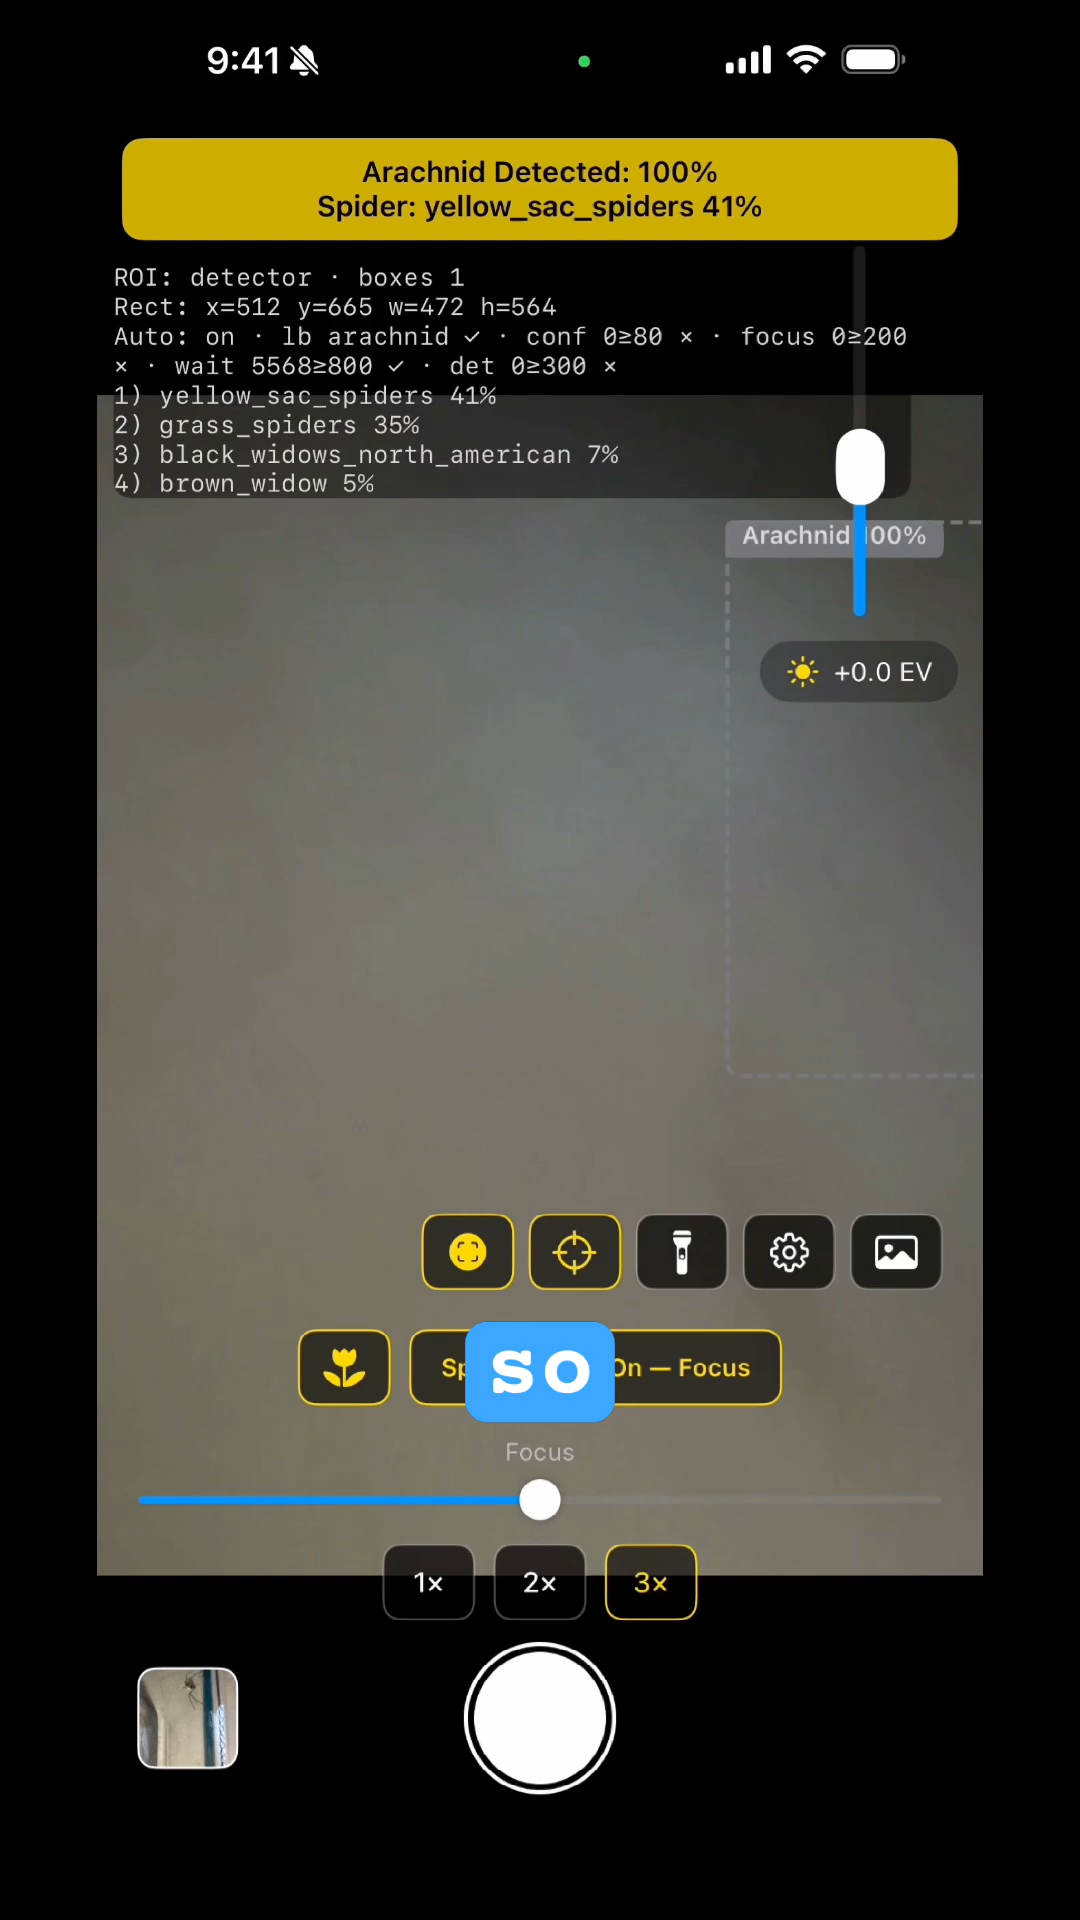 9:41
Arachnid Detected: 100%
Spider: yellow_sac_spiders 41%
ROI: detector · boxes 1
Rect: x=512 y=665 w=472 h=564
Auto: on · lb arachnid ✓ · conf 0≥80 × · focus 0≥200
× · wait 5568≥800 ✓ · det 0≥300 ×
1) yellow_sac_spiders 41%
2) grass_spiders 35%
3) black_widows_north_american 7%
4) brown_widow 5%
Arachnid 100%
+0.0 EV
so
On — Focus
Focus
1×
2×
3×